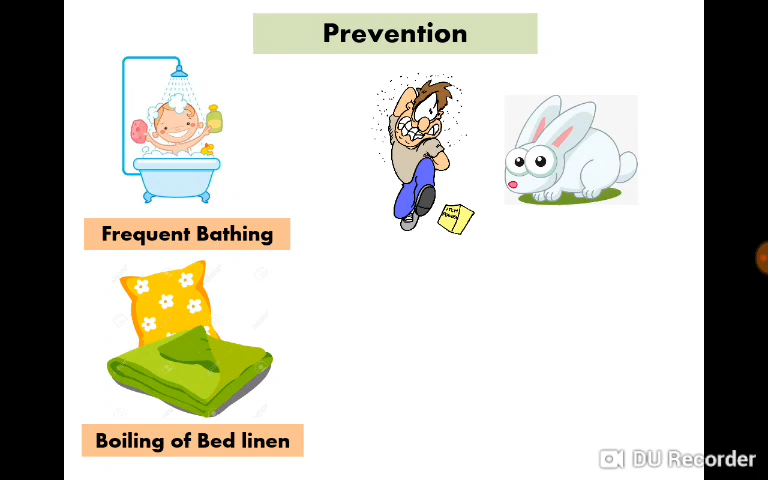 Prevention
Frequent Bathing
Boiling of Bed linen
DU Recorder